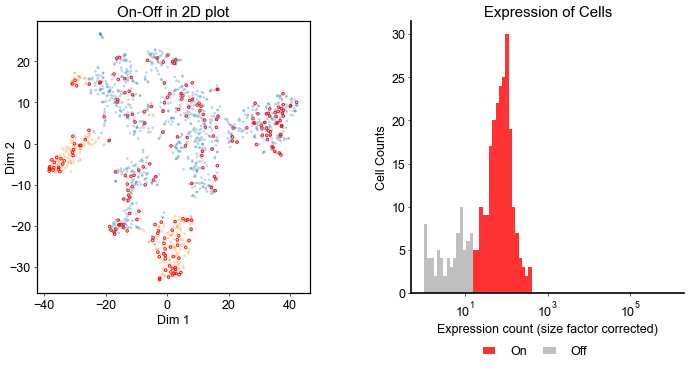 On-Off in 2D plot
Dim 2
20
10
0
−10
−20
−30
−40
−20
0
20
40
Dim 1
Expression of Cells
Cell Counts
30
25
20
15
10
5
0
10^1
10^3
10^5
Expression count (size factor corrected)
On
Off